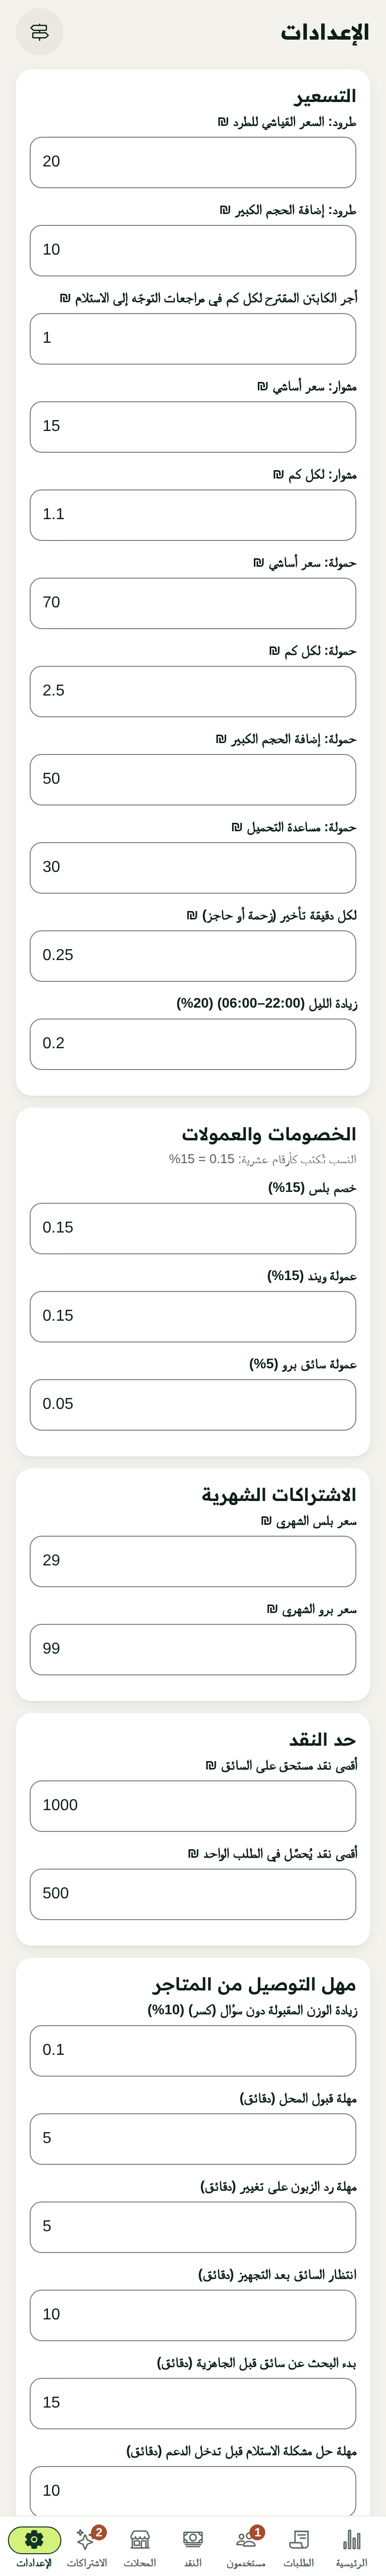 الإعدادات
التسعير
طرود: السعر القياسي للطرد ₪
20
طرود: إضافة الحجم الكبير ₪
10
أجر الكابتن المقترح لكل كم في مراجعات التوجّه إلى الاستلام ₪
1
مشوار: سعر أساسي ₪
15
مشوار: لكل كم ₪
1.1
حمولة: سعر أساسي ₪
70
حمولة: لكل كم ₪
2.5
حمولة: إضافة الحجم الكبير ₪
50
حمولة: مساعدة التحميل ₪
30
لكل دقيقة تأخير (زحمة أو حاجز) ₪
0.25
زيادة الليل (22:00–06:00) (20%)
0.2
الخصومات والعمولات
النسب تُكتب كأرقام عشرية: 0.15 = 15%
خصم بلس (15%)
0.15
عمولة ويند (15%)
0.15
عمولة سائق برو (5%)
0.05
الاشتراكات الشهرية
سعر بلس الشهري ₪
29
سعر برو الشهري ₪
99
حد النقد
أقصى نقد مستحق على السائق ₪
1000
أقصى نقد يُحصّل في الطلب الواحد ₪
500
مهل التوصيل من المتاجر
زيادة الوزن المقبولة دون سؤال (كسر) (10%)
0.1
مهلة قبول المحل (دقائق)
5
مهلة رد الزبون على تغيير (دقائق)
5
انتظار السائق بعد التجهيز (دقائق)
10
بدء البحث عن سائق قبل الجاهزية (دقائق)
15
مهلة حل مشكلة الاستلام قبل تدخل الدعم (دقائق)
10
1
2
الرئيسية
الطلبات
مستخدمون
النقد
المحلات
الاشتراكات
الإعدادات